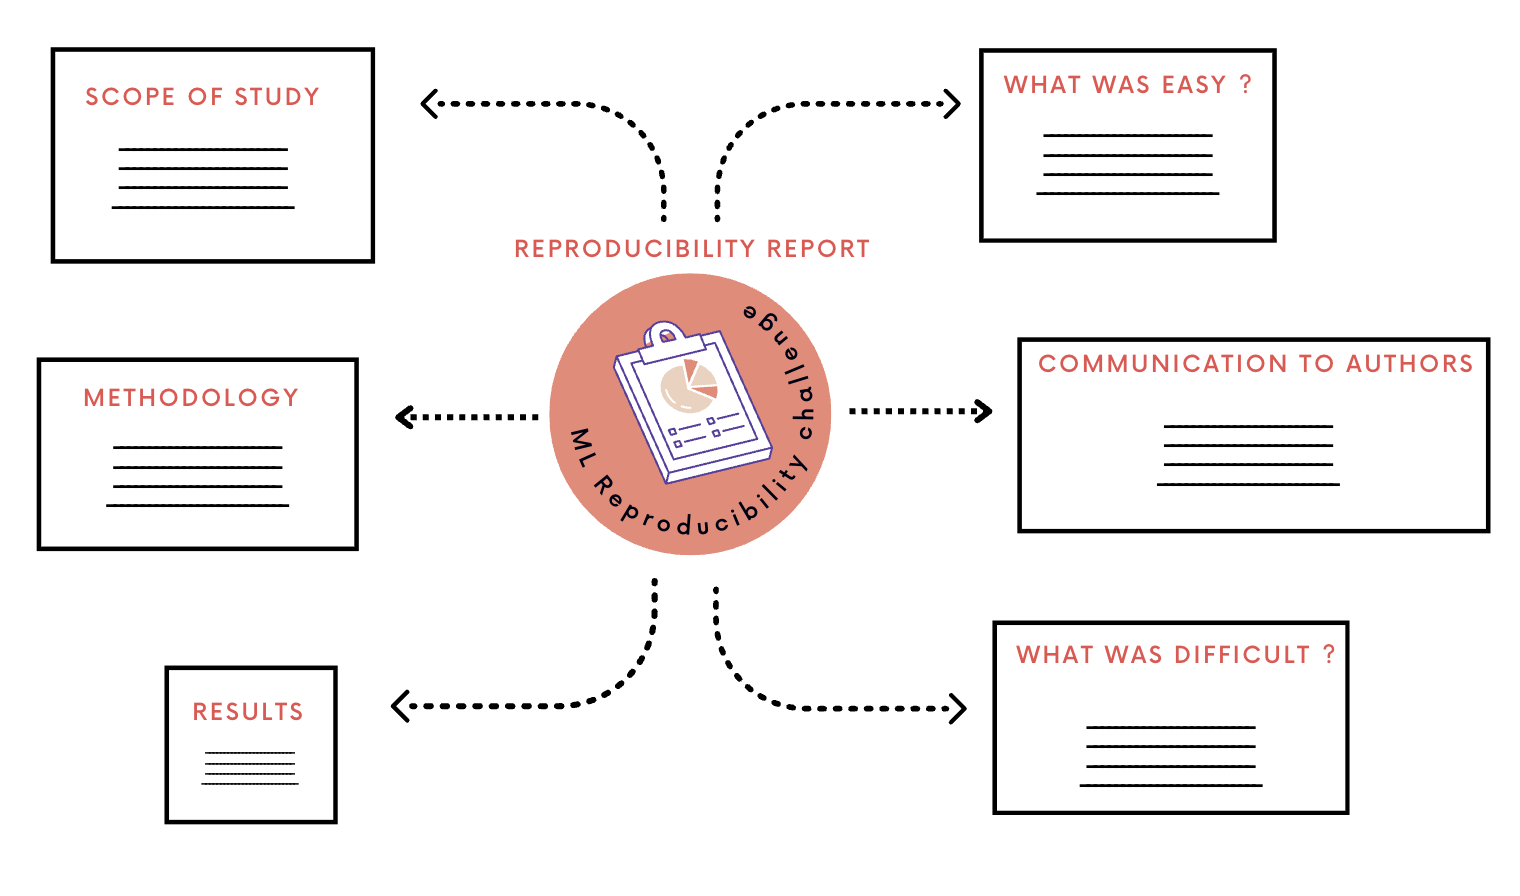 SCOPE OF STUDY
WHAT WAS EASY ?
REPRODUCIBILITY REPORT
ML Reproducibility challenge
METHODOLOGY
COMMUNICATION TO AUTHORS
RESULTS
WHAT WAS DIFFICULT ?